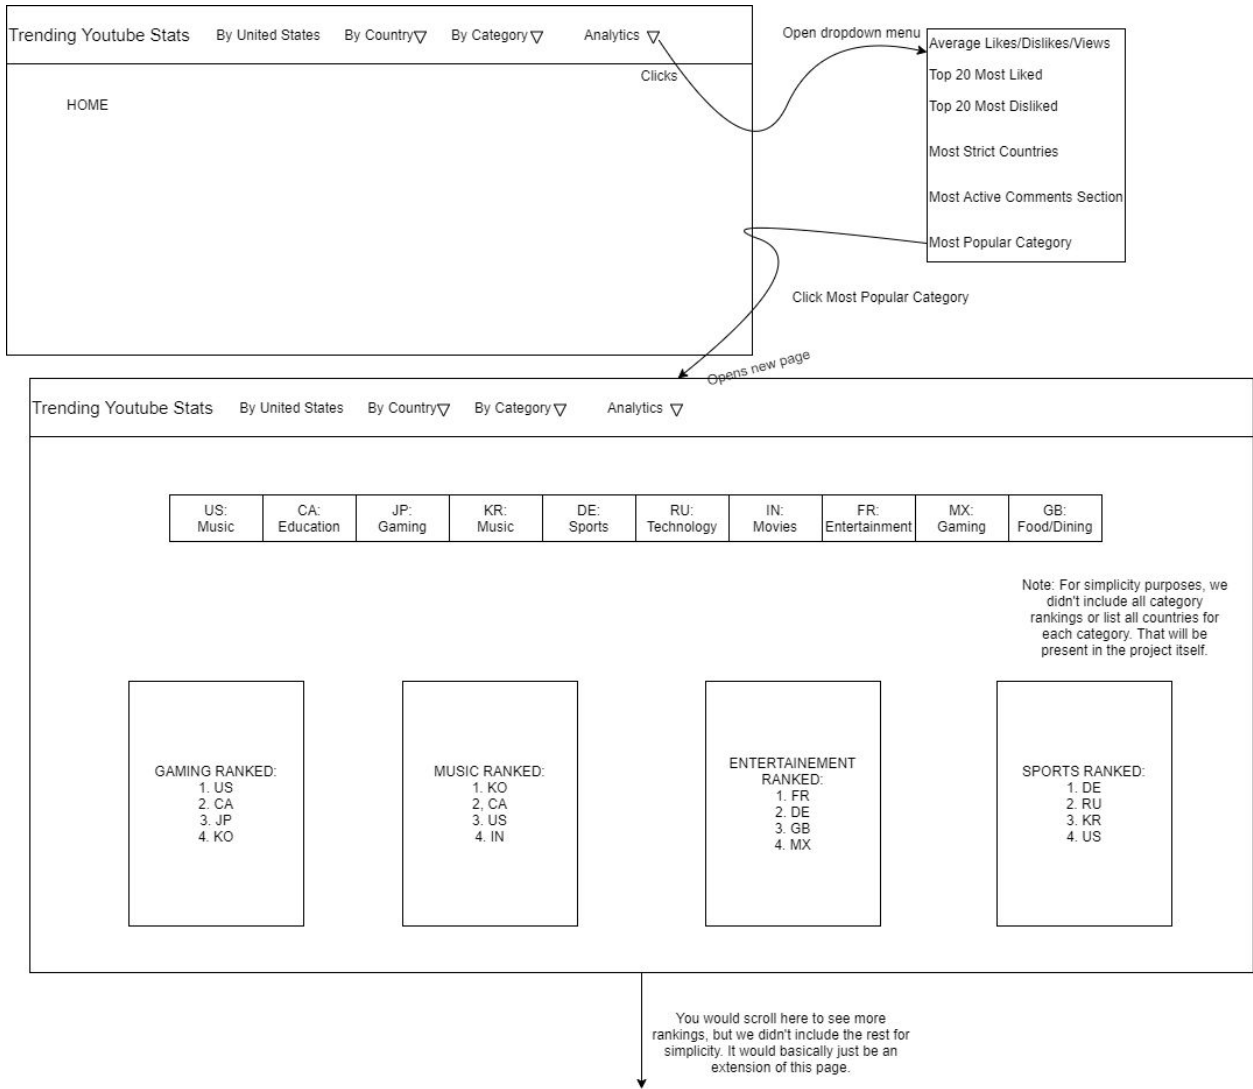 Trending Youtube Stats By United States By Country By Category Analytics
Open dropdown menu
Clicks
HOME
Average Likes/Dislikes/Views
Top 20 Most Liked
Top 20 Most Disliked
Most Strict Countries
Most Active Comments Section
Most Popular Category
Click Most Popular Category
Opens new page
Trending Youtube Stats By United States By Country By Category Analytics
US:
Music
CA:
Education
JP:
Gaming
KR:
Music
DE:
Sports
RU:
Technology
IN:
Movies
FR:
Entertainment
MX:
Gaming
GB:
Food/Dining
Note: For simplicity purposes, we
didn't include all category
rankings or list all countries for
each category. That will be
present in the project itself.
GAMING RANKED:
1. US
2. CA
3. JP
4. KO
MUSIC RANKED:
1. KO
2, CA
3. US
4. IN
ENTERTAINEMENT
RANKED:
1. FR
2. DE
3. GB
4. MX
SPORTS RANKED:
1. DE
2. RU
3. KR
4. US
You would scroll here to see more
rankings, but we didn't include the rest for
simplicity. It would basically just be an
extension of this page.